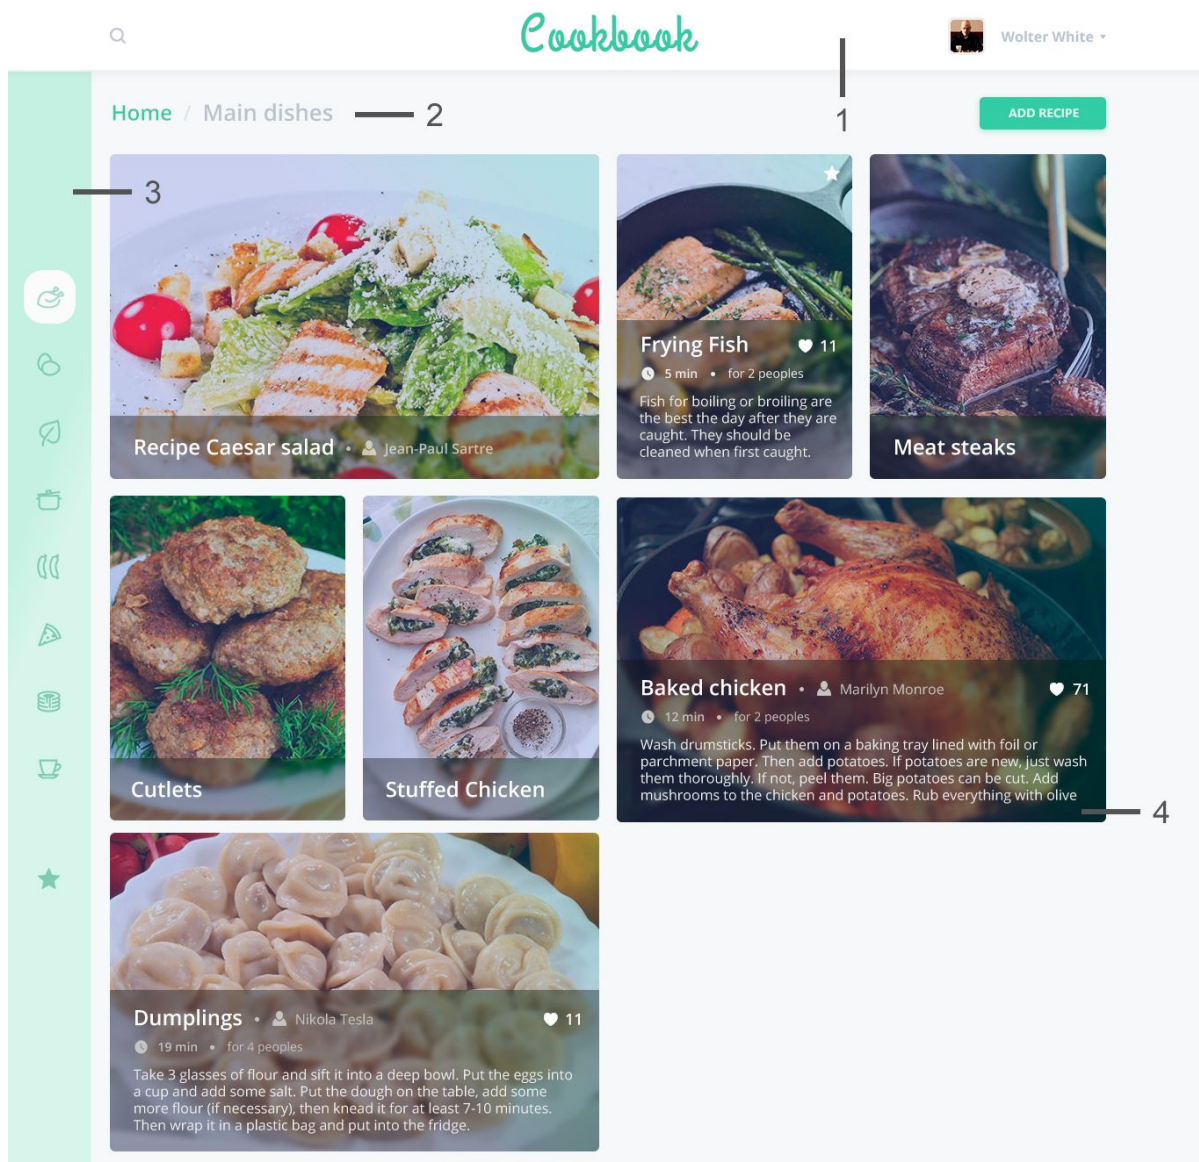 Cookbook
Wolter White
1
Home / Main dishes
2
ADD RECIPE
3
Recipe Caesar salad • Jean-Paul Sartre
Frying Fish 11
5 min • for 2 peoples
Fish for boiling or broiling are
the best the day after they are
caught. They should be
cleaned when first caught.
Meat steaks
Cutlets
Stuffed Chicken
Baked chicken • Marilyn Monroe 71
12 min • for 2 peoples
Wash drumsticks. Put them on a baking tray lined with foil or
parchment paper. Then add potatoes. If potatoes are new, just wash
them thoroughly. If not, peel them. Big potatoes can be cut. Add
mushrooms to the chicken and potatoes. Rub everything with olive
4
Dumplings • Nikola Tesla 11
19 min • for 4 peoples
Take 3 glasses of flour and sift it into a deep bowl. Put the eggs into
a cup and add some salt. Put the dough on the table, add some
more flour (if necessary), then knead it for at least 7-10 minutes.
Then wrap it in a plastic bag and put into the fridge.